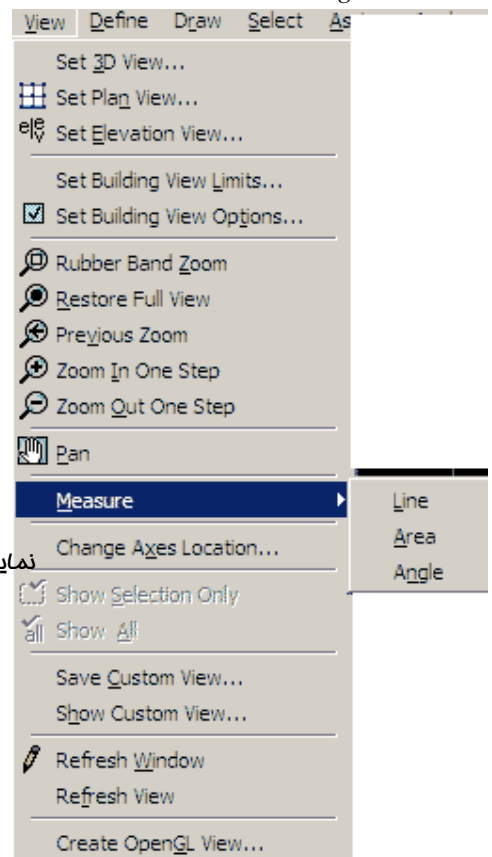 View Define Draw Select
Set 3D View...
Set Plan View...
Set Elevation View...
Set Building View Limits...
Set Building View Options...
Rubber Band Zoom
Restore Full View
Previous Zoom
Zoom In One Step
Zoom Out One Step
Pan
Measure
Line
Area
Angle
Change Axes Location...
Show Selection Only
all Show All
Save Custom View...
Show Custom View...
Refresh Window
Refresh View
Create OpenGL View...